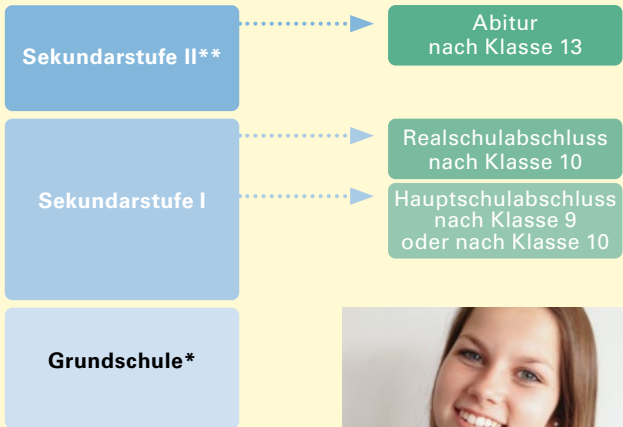 Sekundarstufe II**
Abitur
nach Klasse 13
Sekundarstufe I
Realschulabschluss
nach Klasse 10
Hauptschulabschluss
nach Klasse 9
oder nach Klasse 10
Grundschule*